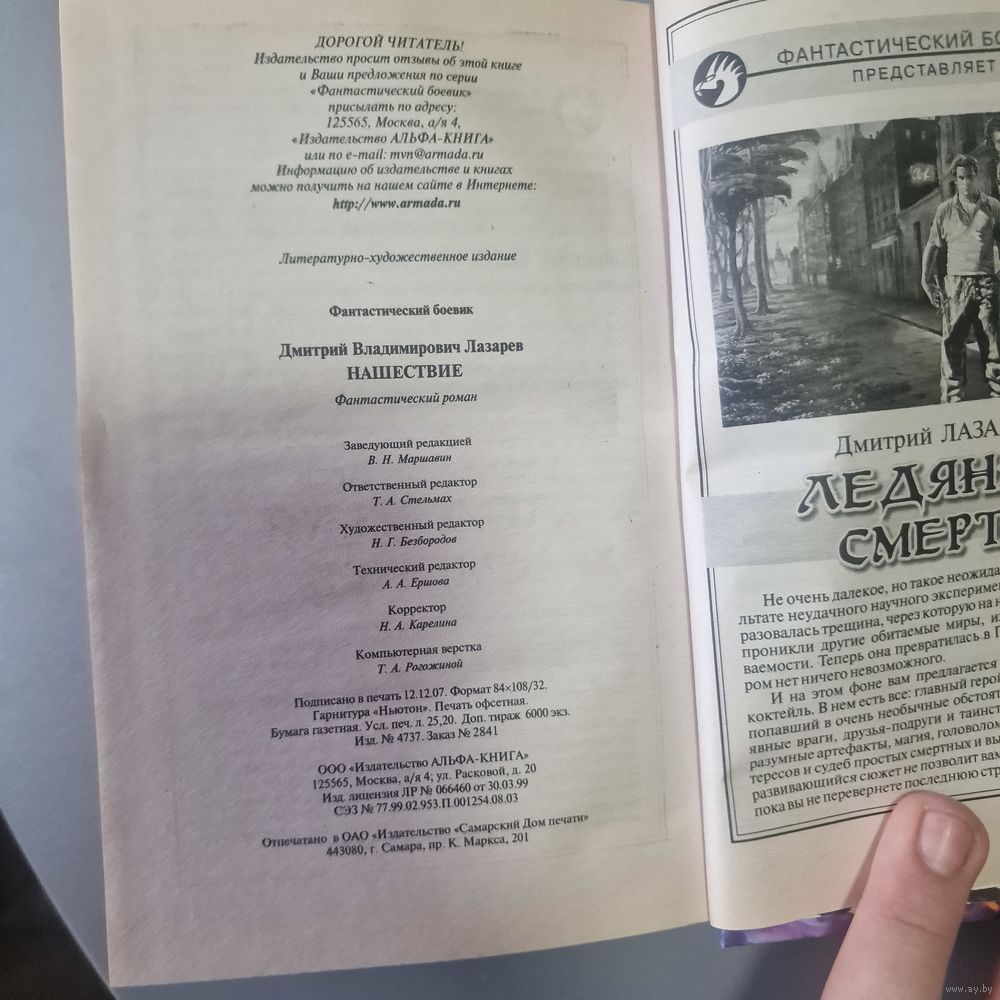 ДОРОГОЙ ЧИТАТЕЛЬ!
Издательство просит отзывы об этой книге
и Ваши предложения по серии
«Фантастический боевик»
присылать по адресу:
125565, Москва, а/я 4,
«Издательство АЛЬФА-КНИГА»
или по e-mail: mvn@armada.ru
Информацию об издательстве и книгах
можно получить на нашем сайте в Интернете:
http://www.armada.ru
Литературно-художественное издание
Фантастический боевик
Дмитрий Владимирович Лазарев
НАШЕСТВИЕ
Фантастический роман
Заведующий редакцией
В. Н. Маршавин
Ответственный редактор
Т. А. Стельмах
Художественный редактор
Н. Г. Безбородов
Технический редактор
А. А. Ершова
Корректор
Н. А. Карелина
Компьютерная верстка
Т. А. Рогожиной
Подписано в печать 12.12.07. Формат 84×108/32.
Гарнитура «Ньютон». Печать офсетная.
Бумага газетная. Усл. печ. л. 25,20. Доп. тираж 6000 экз.
Изд. № 4737. Заказ № 2841
ООО «Издательство АЛЬФА-КНИГА»
125565, Москва, а/я 4; ул. Расковой, д. 20
Изд. лицензия ЛР № 066460 от 30.03.99
СЭЗ № 77.99.02.953.П.001254.08.03
Отпечатано в ОАО «Издательство «Самарский Дом печати»
443080, г. Самара, пр. К. Маркса, 201
ФАНТАСТИЧЕСКИЙ БО
ПРЕДСТАВЛЯЕТ
Дмитрий ЛАЗА
ЛЕДЯН
СМЕРТ
Не очень далекое, но такое неожида
льтате неудачного научного эксперимен
разовалась трещина, через которую на н
проникли другие обитаемые миры, и
ваемости. Теперь она превратилась в П
ром нет ничего невозможного.
И на этом фоне вам предлагается
коктейль. В нем есть все: главный герой
попавший в очень необычные обстоя
явные враги, друзья-подруги и таинст
разумные артефакты, магия, головолом
тересов и судеб простых смертных и вы
развивающийся сюжет не позволит вам
пока вы не перевернете последнюю стр
www.ay.by